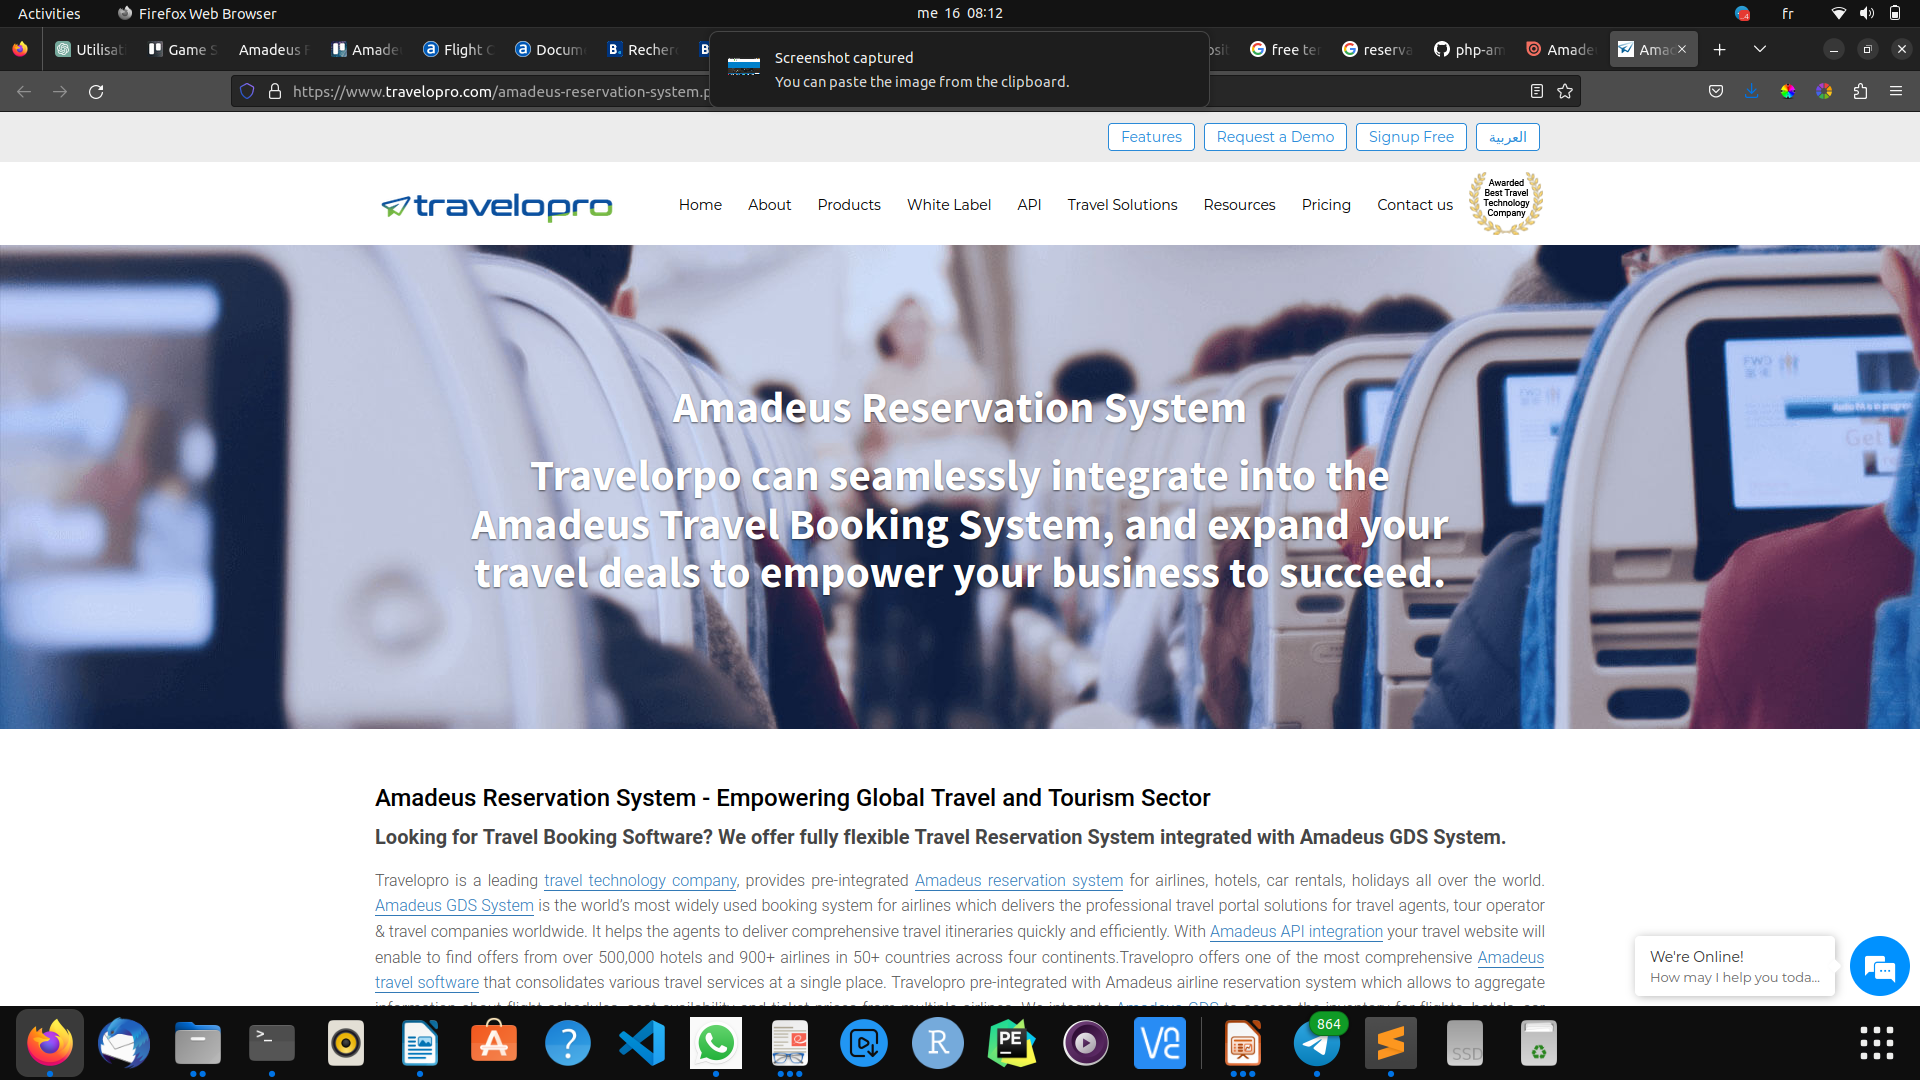 Activities
Firefox Web Browser
me 16 08:12
fr
Utilisa
Game S
Amadeus
Amade
Flight
Docum
Recher
free te
reserva
php-am
Amade
Amad
Screenshot captured
You can paste the image from the clipboard.
https://www.travelopro.com/amadeus-reservation-system.p
Features
Request a Demo
Signup Free
العربية
travelopro
Home
About
Products
White Label
API
Travel Solutions
Resources
Pricing
Contact us
Awarded
Best Travel
Technology
Company
Amadeus Reservation System
Travelorpo can seamlessly integrate into the
Amadeus Travel Booking System, and expand your
travel deals to empower your business to succeed.
Amadeus Reservation System - Empowering Global Travel and Tourism Sector
Looking for Travel Booking Software? We offer fully flexible Travel Reservation System integrated with Amadeus GDS System.
Travelopro is a leading travel technology company, provides pre-integrated Amadeus reservation system for airlines, hotels, car rentals, holidays all over the world.
Amadeus GDS System is the world's most widely used booking system for airlines which delivers the professional travel portal solutions for travel agents, tour operator
& travel companies worldwide. It helps the agents to deliver comprehensive travel itineraries quickly and efficiently. With Amadeus API integration your travel website will
enable to find offers from over 500,000 hotels and 900+ airlines in 50+ countries across four continents.Travelopro offers one of the most comprehensive Amadeus
travel software that consolidates various travel services at a single place. Travelopro pre-integrated with Amadeus airline reservation system which allows to aggregate
We're Online!
How may I help you toda...
864
SSD